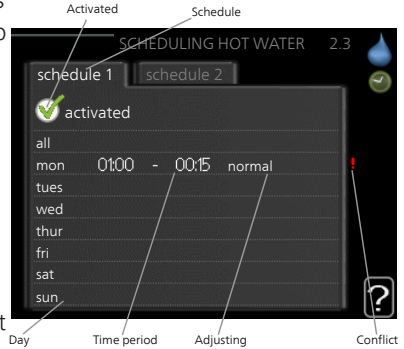 s
Activated
Schedule
o
SCHEDULING HOT WATER 2.3
schedule 1 schedule 2
activated
all
mon 01:00 - 00:15 normal
tues
wed
thur
fri
sat
sun
!
?
t
Day Time period Adjusting Conflict